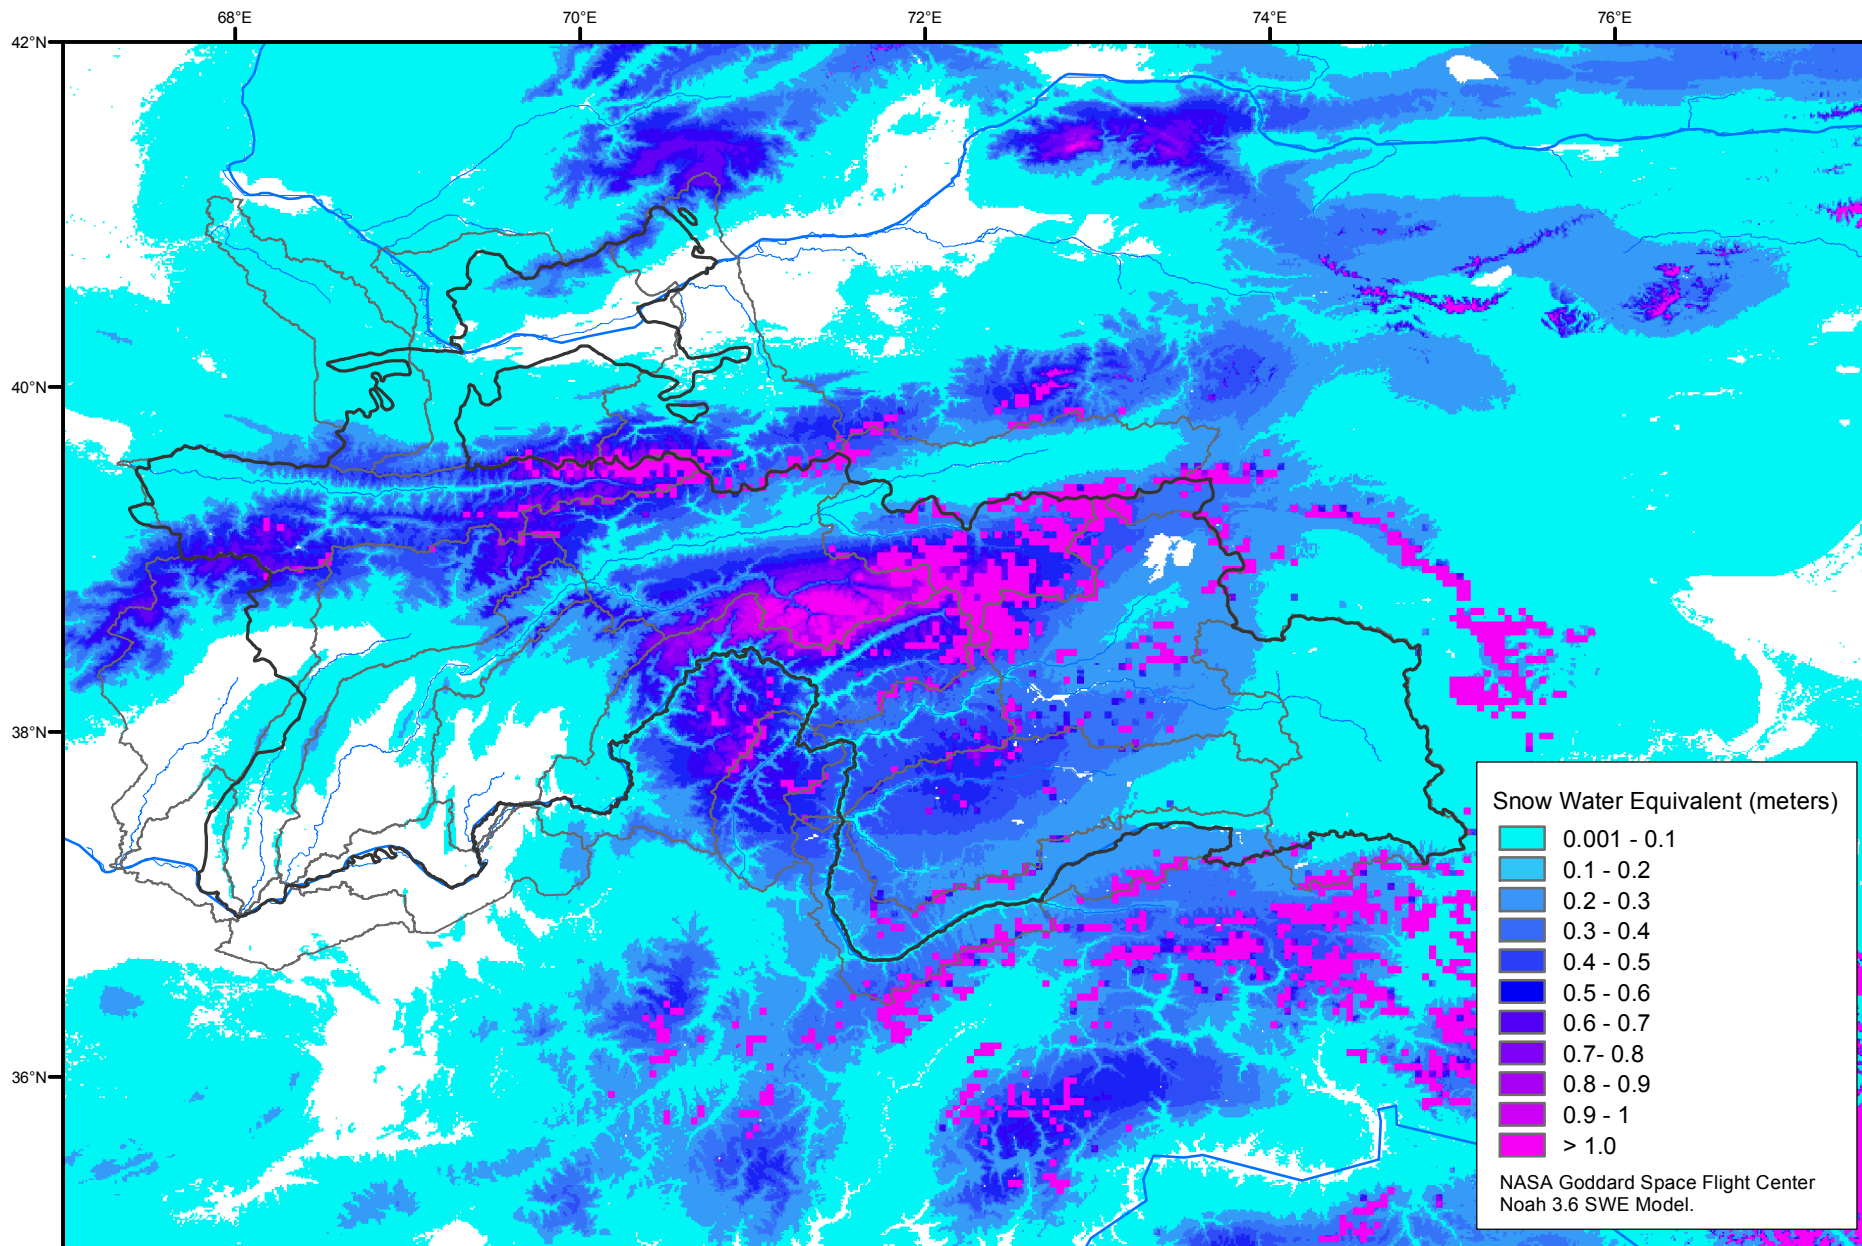 68°E
70°E
72°E
74°E
76°E
42°N
40°N
38°N
36°N
Snow Water Equivalent (meters)
0.001 - 0.1
0.1 - 0.2
0.2 - 0.3
0.3 - 0.4
0.4 - 0.5
0.5 - 0.6
0.6 - 0.7
0.7- 0.8
0.8 - 0.9
0.9 - 1
> 1.0
NASA Goddard Space Flight Center
Noah 3.6 SWE Model.